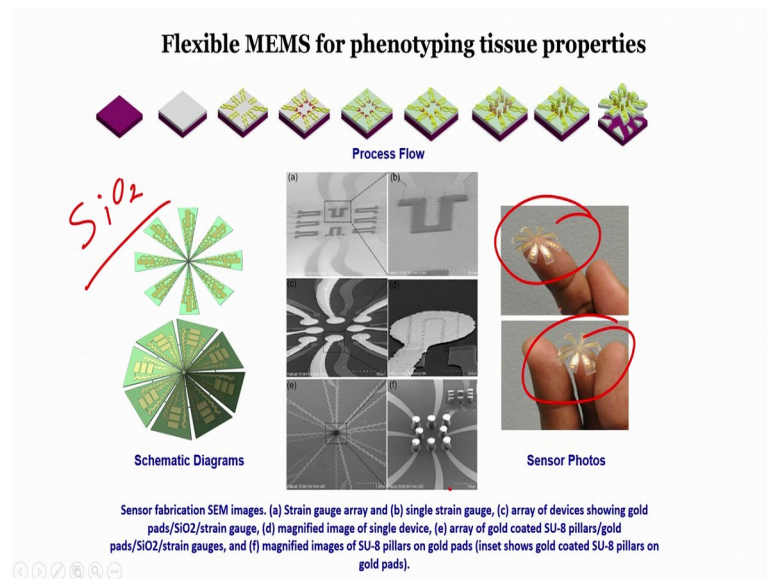 Flexible MEMS for phenotyping tissue properties
Process Flow
SiO2
(a)
(b)
(c)
(d)
(e)
(f)
Schematic Diagrams
Sensor Photos
Sensor fabrication SEM images. (a) Strain gauge array and (b) single strain gauge, (c) array of devices showing gold
pads/SiO2/strain gauge, (d) magnified image of single device, (e) array of gold coated SU-8 pillars/gold
pads/SiO2/strain gauges, and (f) magnified images of SU-8 pillars on gold pads (inset shows gold coated SU-8 pillars on
gold pads).